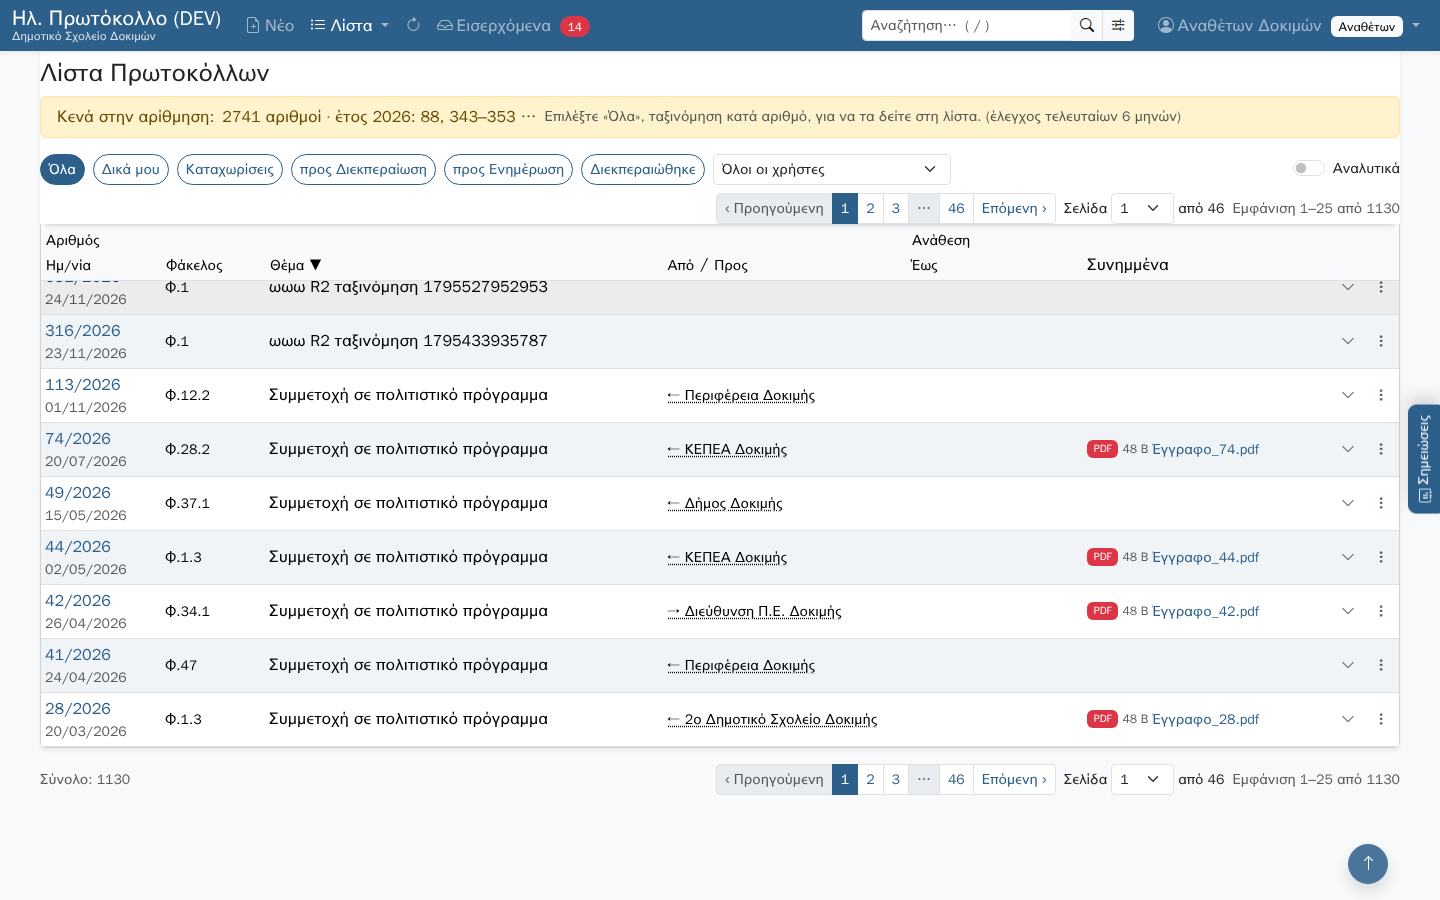 Ηλ. Πρωτόκολλο (DEV)
Δημοτικό Σχολείο Δοκιμών
Νέο
Λίστα
Εισερχόμενα 14
Αναζήτηση… ( / )
Αναθέτων Δοκιμών Αναθέτων
Λίστα Πρωτοκόλλων
Κενά στην αρίθμηση: 2741 αριθμοί · έτος 2026: 88, 343–353 … Επιλέξτε «Όλα», ταξινόμηση κατά αριθμό, για να τα δείτε στη λίστα. (έλεγχος τελευταίων 6 μηνών)
Όλα
Δικά μου
Καταχωρίσεις
προς Διεκπεραίωση
προς Ενημέρωση
Διεκπεραιώθηκε
Όλοι οι χρήστες
Αναλυτικά
‹ Προηγούμενη 1 2 3 … 46 Επόμενη › Σελίδα 1 από 46 Εμφάνιση 1–25 από 1130
Αριθμός Ανάθεση
Ημ/νία Φάκελος Θέμα ▼ Από / Προς Έως Συνημμένα
24/11/2026 Φ.1 ωωω R2 ταξινόμηση 1795527952953
316/2026
23/11/2026 Φ.1 ωωω R2 ταξινόμηση 1795433935787
113/2026
01/11/2026 Φ.12.2 Συμμετοχή σε πολιτιστικό πρόγραμμα ← Περιφέρεια Δοκιμής
74/2026
20/07/2026 Φ.28.2 Συμμετοχή σε πολιτιστικό πρόγραμμα ← ΚΕΠΕΑ Δοκιμής PDF 48 B Έγγραφο_74.pdf
49/2026
15/05/2026 Φ.37.1 Συμμετοχή σε πολιτιστικό πρόγραμμα ← Δήμος Δοκιμής
44/2026
02/05/2026 Φ.1.3 Συμμετοχή σε πολιτιστικό πρόγραμμα ← ΚΕΠΕΑ Δοκιμής PDF 48 B Έγγραφο_44.pdf
42/2026
26/04/2026 Φ.34.1 Συμμετοχή σε πολιτιστικό πρόγραμμα → Διεύθυνση Π.Ε. Δοκιμής PDF 48 B Έγγραφο_42.pdf
41/2026
24/04/2026 Φ.47 Συμμετοχή σε πολιτιστικό πρόγραμμα ← Περιφέρεια Δοκιμής
28/2026
20/03/2026 Φ.1.3 Συμμετοχή σε πολιτιστικό πρόγραμμα ← 2ο Δημοτικό Σχολείο Δοκιμής PDF 48 B Έγγραφο_28.pdf
Σημειώσεις
Σύνολο: 1130
‹ Προηγούμενη 1 2 3 … 46 Επόμενη › Σελίδα 1 από 46 Εμφάνιση 1–25 από 1130